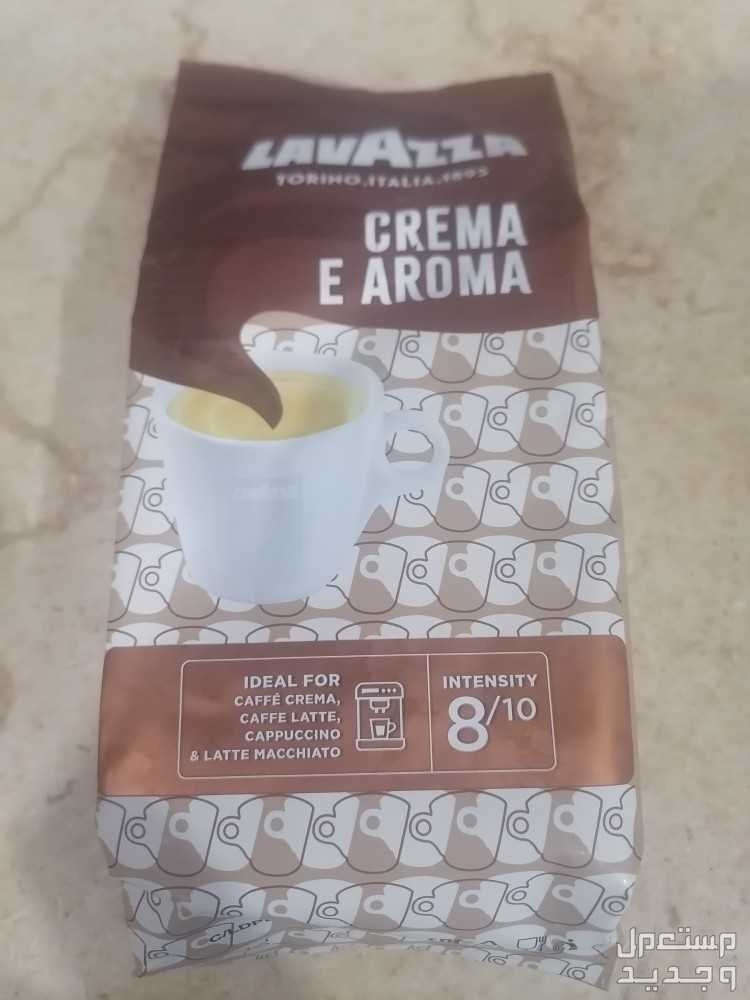 LAVAZZA
TORINO, ITALIA, 1895
CREMA
E AROMA
IDEAL FOR
CAFFÉ CREMA,
CAFFE LATTE,
CAPPUCCINO
& LATTE MACCHIATO
INTENSITY
8/10
مستعمل
وجديد